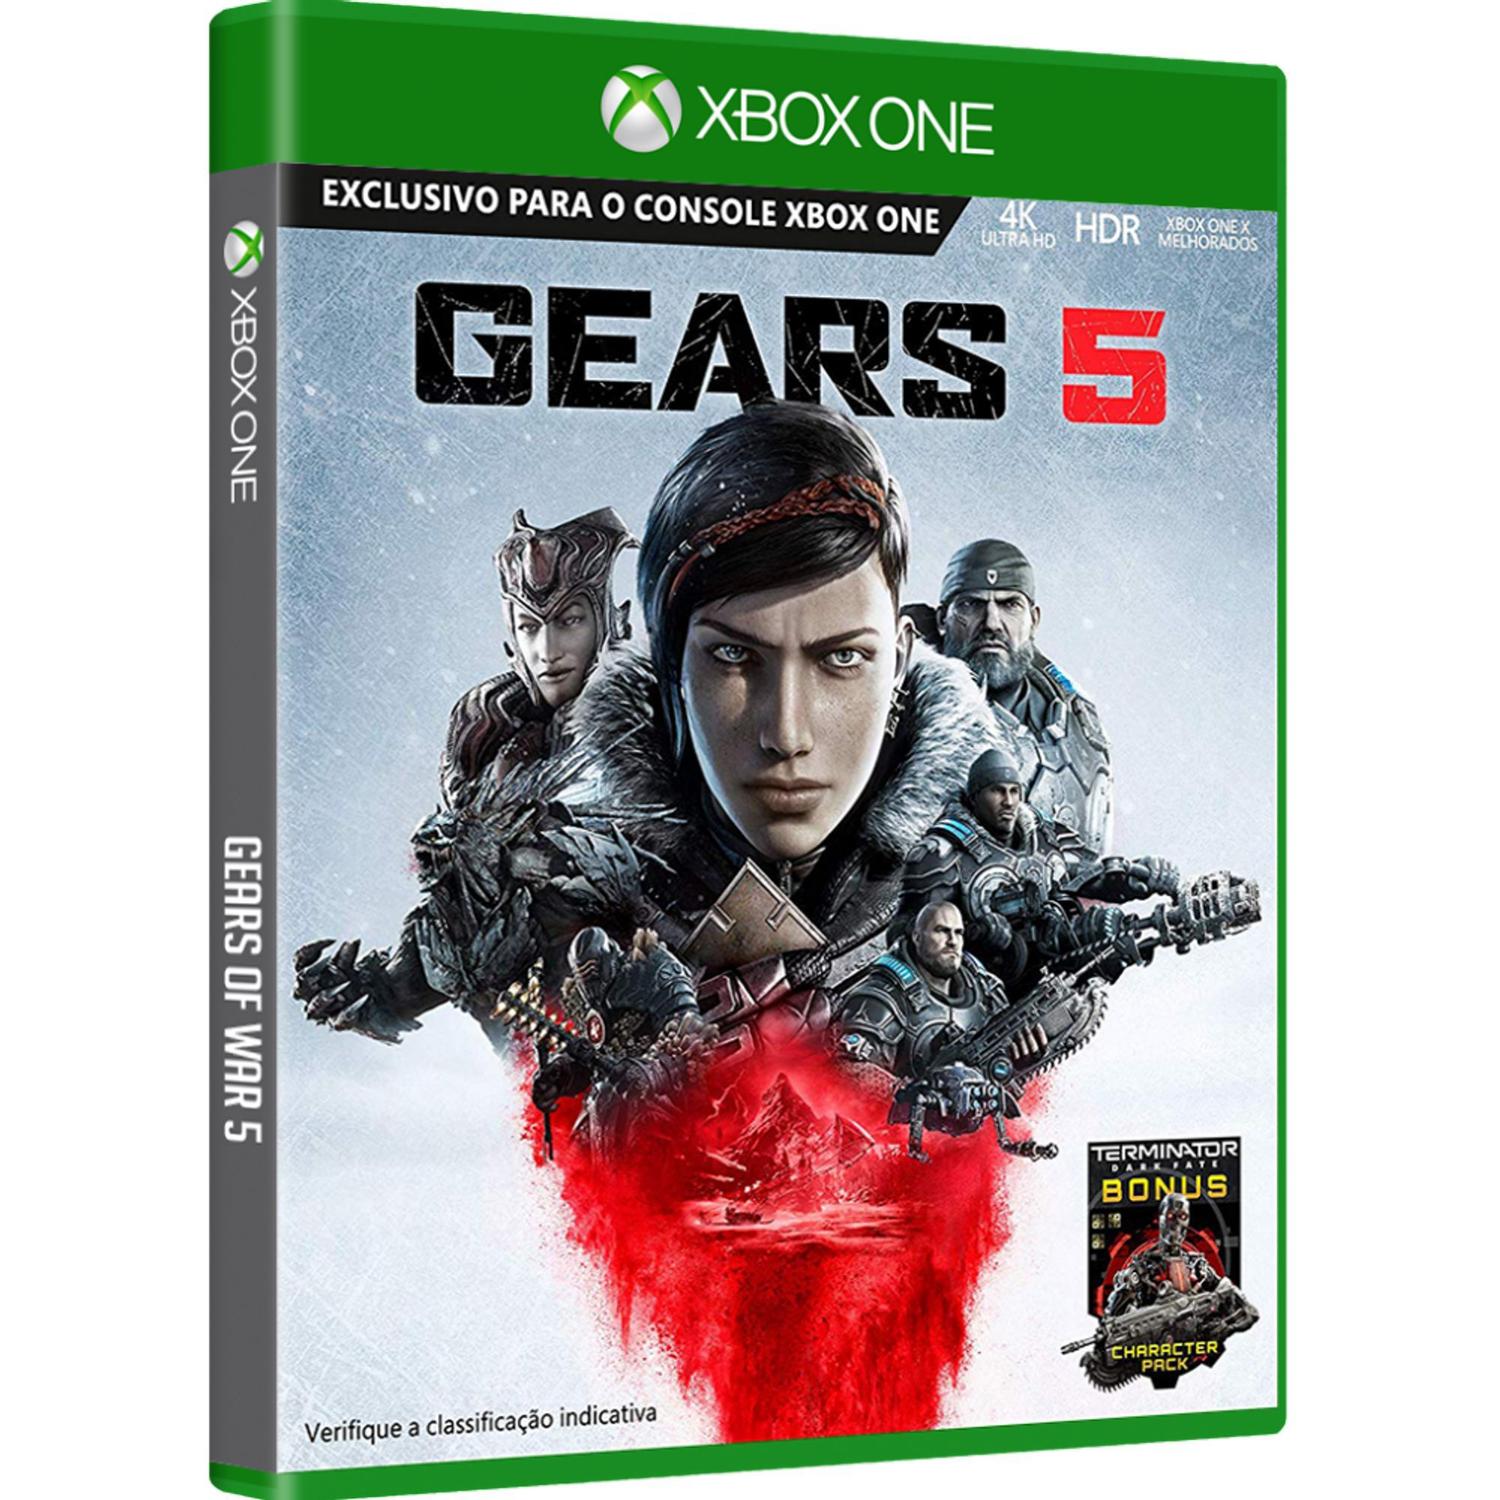 XBOX ONE
EXCLUSIVO PARA O CONSOLE XBOX ONE
4K
ULTRA HD
HDR
XBOX ONE X
MELHORADOS
GEARS 5
XBOX ONE
GEARS OF WAR 5
TERMINATOR
DARK FATE
BONUS
CHARACTER
PACK
Verifique a classificação indicativa